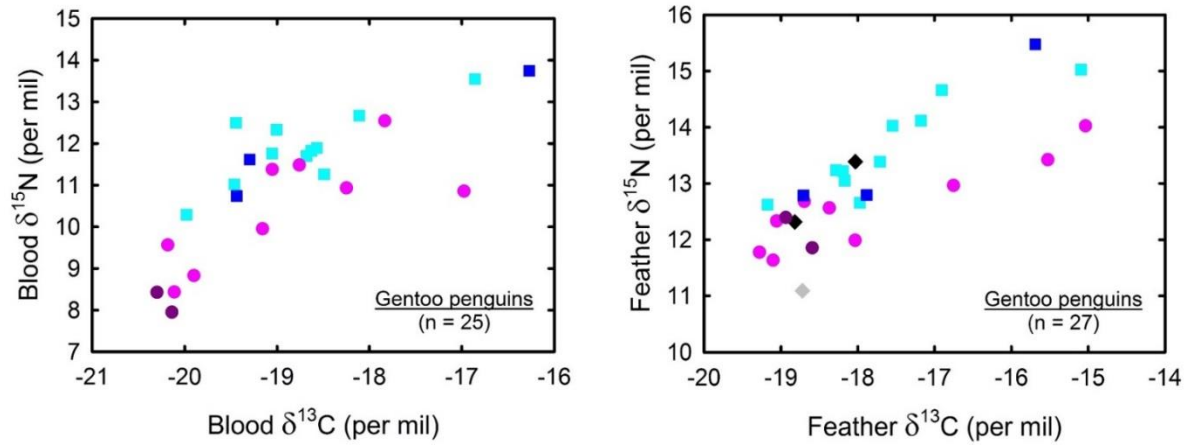 15
14
13
12
11
10
9
8
7
Blood δ15N (per mil)
-21 -20 -19 -18 -17 -16
Blood δ13C (per mil)
Gentoo penguins
(n = 25)
16
15
14
13
12
11
10
Feather δ15N (per mil)
-20 -19 -18 -17 -16 -15 -14
Feather δ13C (per mil)
Gentoo penguins
(n = 27)